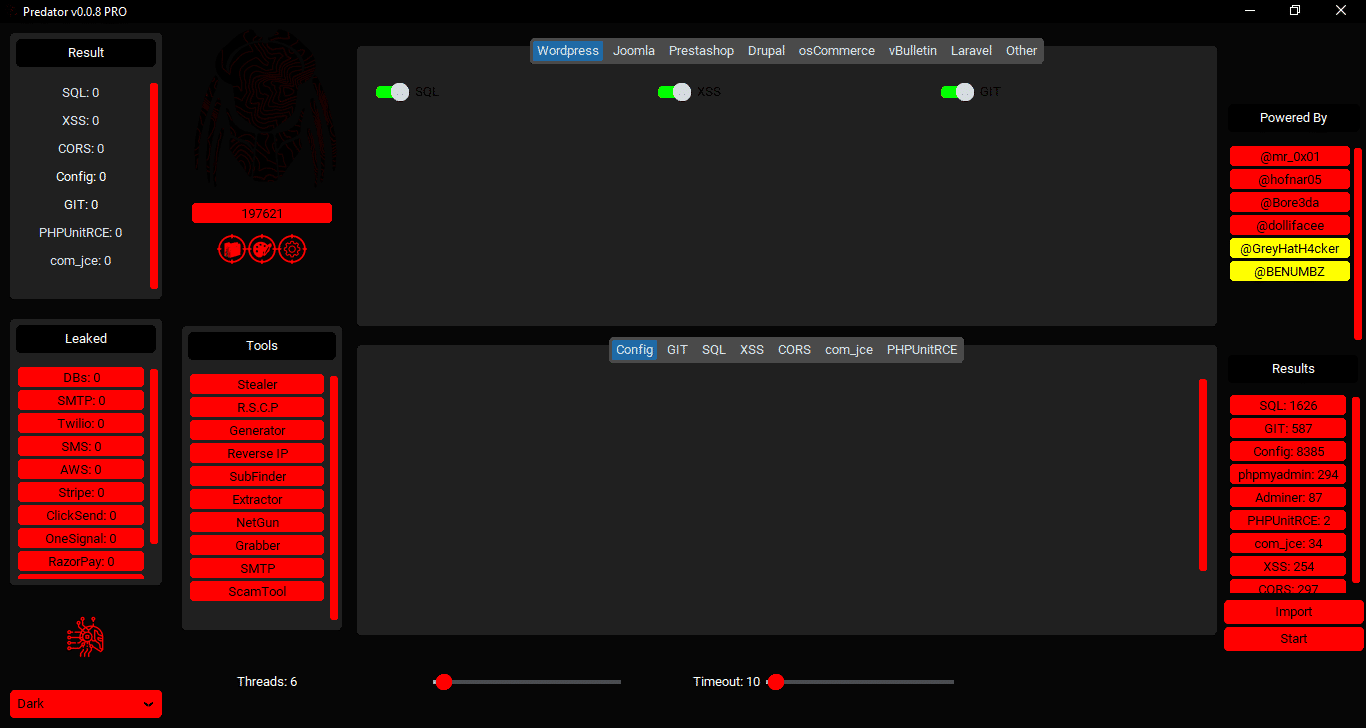 Predator v0.0.8 PRO
Result
SQL: 0
XSS: 0
CORS: 0
Config: 0
GIT: 0
PHPUnitRCE: 0
com_jce: 0
Leaked
DBs: 0
SMTP: 0
Twilio: 0
SMS: 0
AWS: 0
Stripe: 0
ClickSend: 0
OneSignal: 0
RazorPay: 0
Dark
197621
Tools
Stealer
R.S.C.P
Generator
Reverse IP
SubFinder
Extractor
NetGun
Grabber
SMTP
ScamTool
Wordpress Joomla Prestashop Drupal osCommerce vBulletin Laravel Other
SQL XSS GIT
Config GIT SQL XSS CORS com_jce PHPUnitRCE
Threads: 6 Timeout: 10
Powered By
@mr_0x01
@hofnar05
@Bore3da
@dollifacee
@GreyHatH4cker
@BENUMBZ
Results
SQL: 1626
GIT: 587
Config: 8385
phpmyadmin: 294
Adminer: 87
PHPUnitRCE: 2
com_jce: 34
XSS: 254
CORS: 297
Import
Start